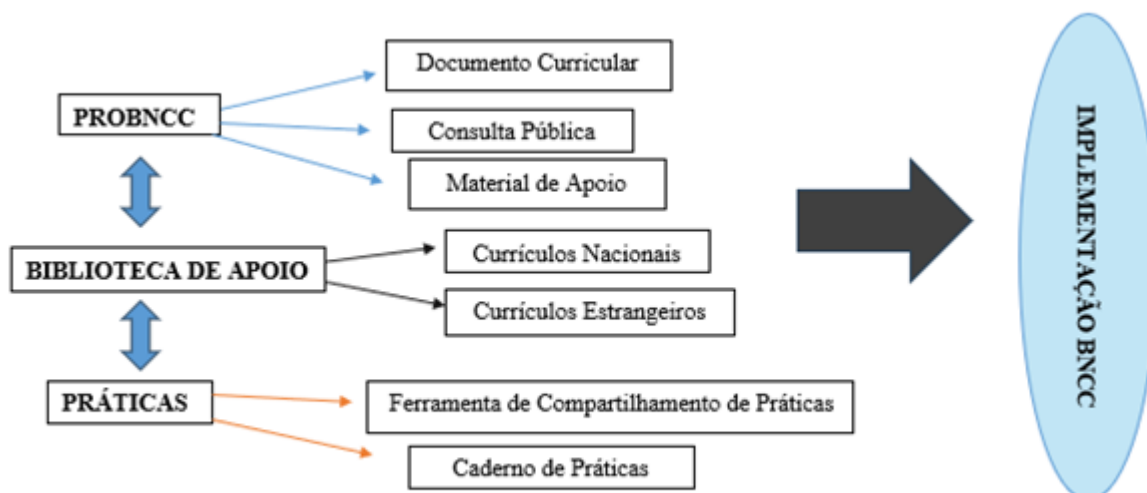 PROBNCC
Documento Curricular
Consulta Pública
Material de Apoio
BIBLIOTECA DE APOIO
Currículos Nacionais
Currículos Estrangeiros
PRÁTICAS
Ferramenta de Compartilhamento de Práticas
Caderno de Práticas
IMPLEMENTAÇÃO BNCC